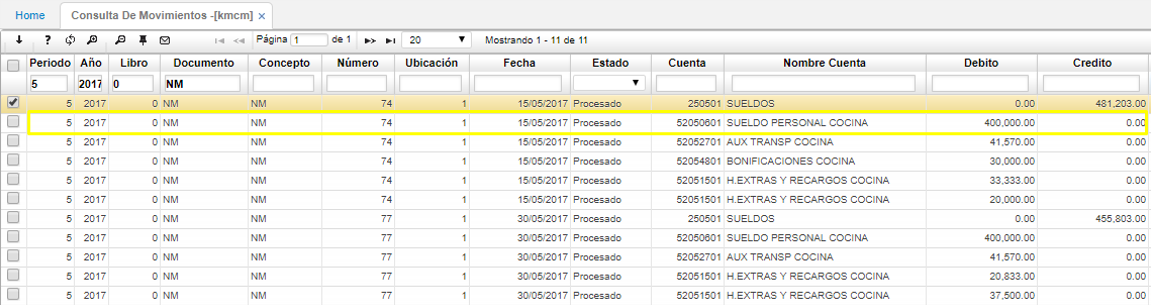 Home Consulta De Movimientos -[kmcm] ×
Página 1 de 1 20 Mostrando 1 - 11 de 11
Periodo Año Libro Documento Concepto Número Ubicación Fecha Estado Cuenta Nombre Cuenta Debito Credito
5 2017 0 NM
5 2017 0 NM NM 74 1 15/05/2017 Procesado 250501 SUELDOS 0.00 481,203.00
5 2017 0 NM NM 74 1 15/05/2017 Procesado 52050601 SUELDO PERSONAL COCINA 400,000.00 0.00
5 2017 0 NM NM 74 1 15/05/2017 Procesado 52052701 AUX TRANSP COCINA 41,570.00 0.00
5 2017 0 NM NM 74 1 15/05/2017 Procesado 52054801 BONIFICACIONES COCINA 30,000.00 0.00
5 2017 0 NM NM 74 1 15/05/2017 Procesado 52051501 H.EXTRAS Y RECARGOS COCINA 33,333.00 0.00
5 2017 0 NM NM 74 1 15/05/2017 Procesado 52051501 H.EXTRAS Y RECARGOS COCINA 20,000.00 0.00
5 2017 0 NM NM 77 1 30/05/2017 Procesado 250501 SUELDOS 0.00 455,803.00
5 2017 0 NM NM 77 1 30/05/2017 Procesado 52050601 SUELDO PERSONAL COCINA 400,000.00 0.00
5 2017 0 NM NM 77 1 30/05/2017 Procesado 52052701 AUX TRANSP COCINA 41,570.00 0.00
5 2017 0 NM NM 77 1 30/05/2017 Procesado 52051501 H.EXTRAS Y RECARGOS COCINA 20,833.00 0.00
5 2017 0 NM NM 77 1 30/05/2017 Procesado 52051501 H.EXTRAS Y RECARGOS COCINA 37,500.00 0.00